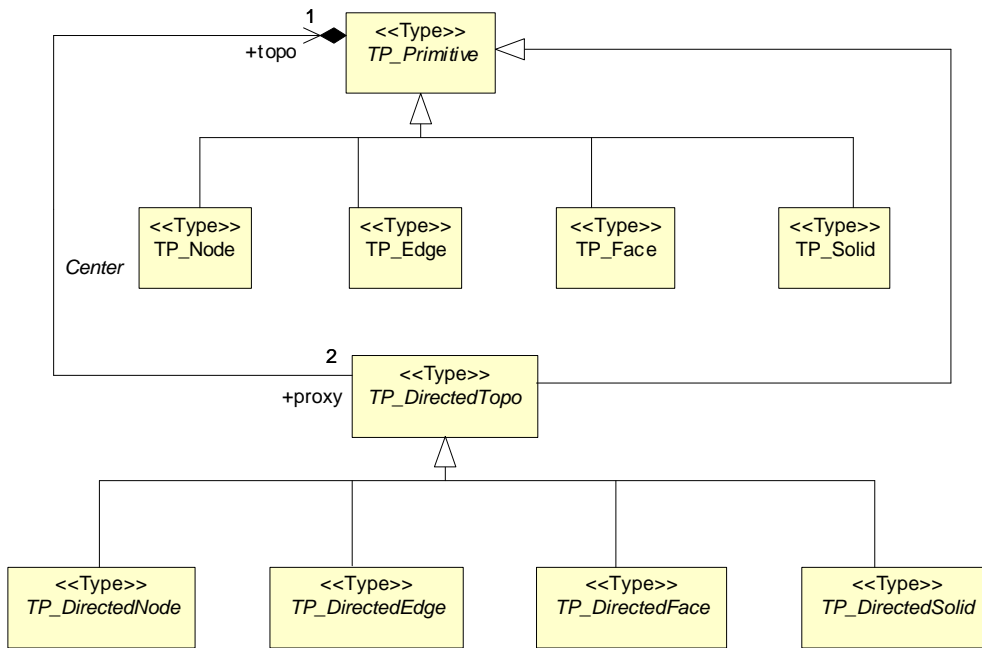 1
<<Type>>
TP_Primitive
+topo
<<Type>>
TP_Node
<<Type>>
TP_Edge
<<Type>>
TP_Face
<<Type>>
TP_Solid
Center
2
<<Type>>
TP_DirectedTopo
+proxy
<<Type>>
TP_DirectedNode
<<Type>>
TP_DirectedEdge
<<Type>>
TP_DirectedFace
<<Type>>
TP_DirectedSolid